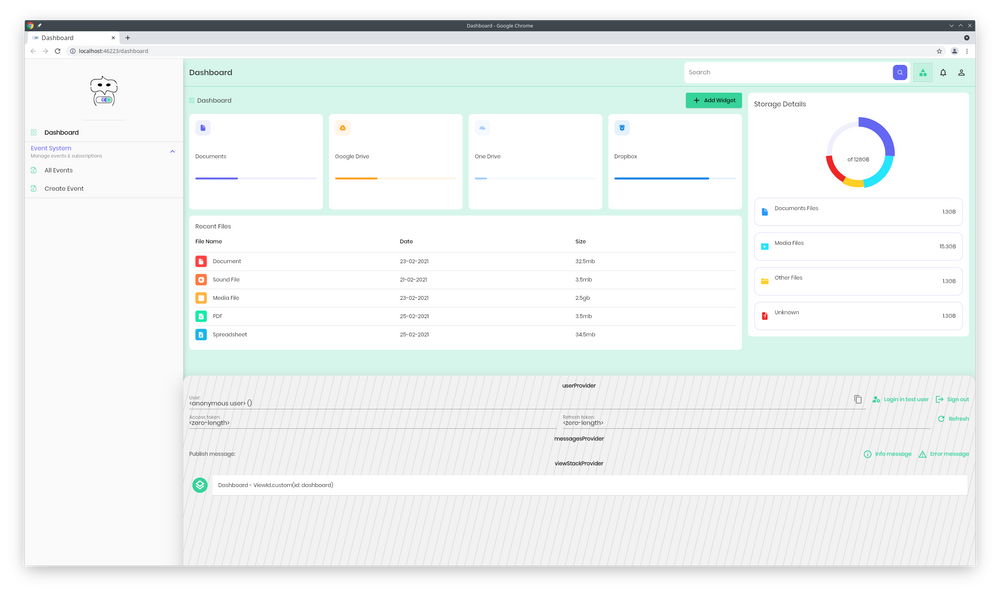 Dashboard - Google Chrome
Dashboard
localhost:46223/dashboard
Dashboard
Search
Dashboard
Add Widget
Storage Details
Documents
Google Drive
One Drive
Dropbox
of 128GB
Dashboard
Event System
Manage events & subscriptions
All Events
Create Event
Recent Files
File Name Date Size
Document 23-02-2021 32.5mb
Sound File 21-02-2021 3.5mb
Media File 23-02-2021 2.5gb
PDF 25-02-2021 3.5mb
Spreadsheet 25-02-2021 34.5mb
Documents Files 1.3GB
Media Files 15.3GB
Other Files 1.3GB
Unknown 1.3GB
userProvider
User:
<anonymous user> ()
Login in test user Sign out
Access token: Refresh token:
<zero-length> <zero-length>
Refresh
messagesProvider
Publish message:
Info message Error message
viewStackProvider
Dashboard - ViewId.custom(id: dashboard)